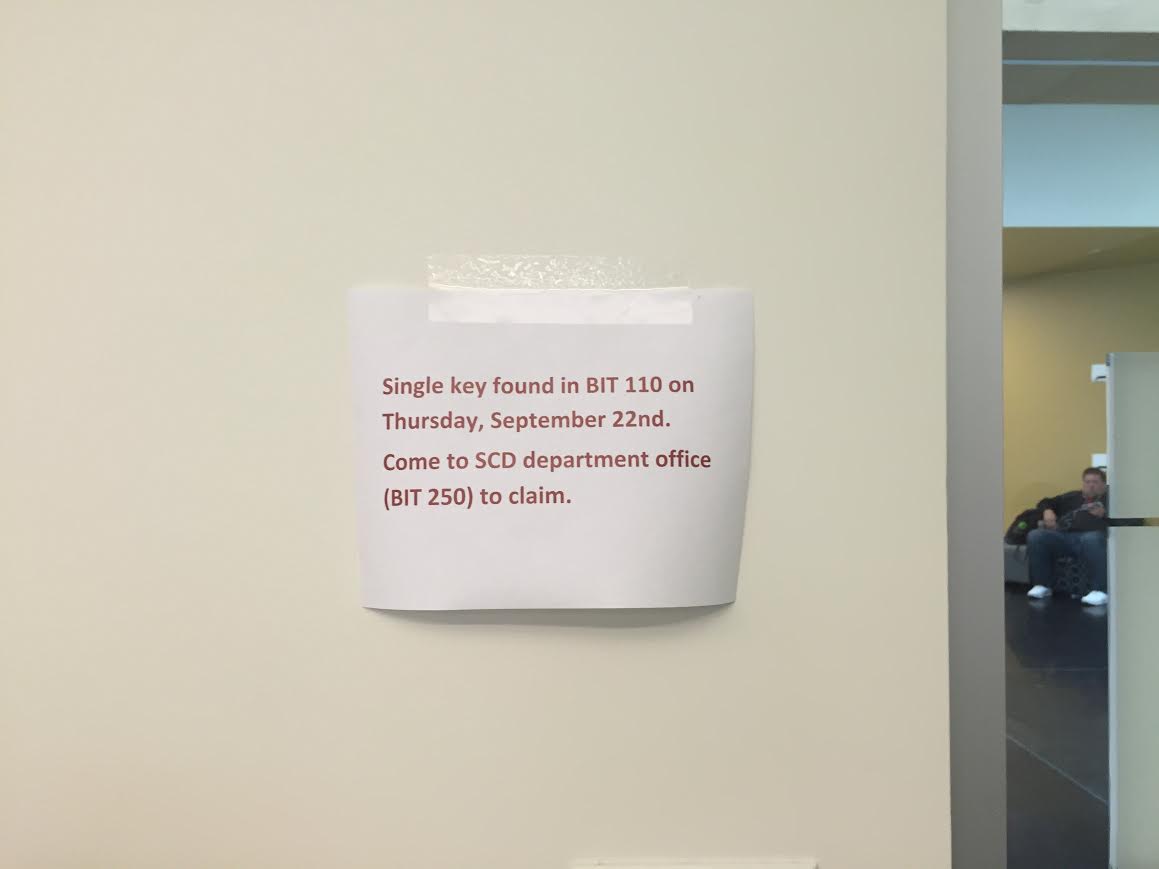 Single key found in BIT 110 on
Thursday, September 22nd.
Come to SCD department office
(BIT 250) to claim.